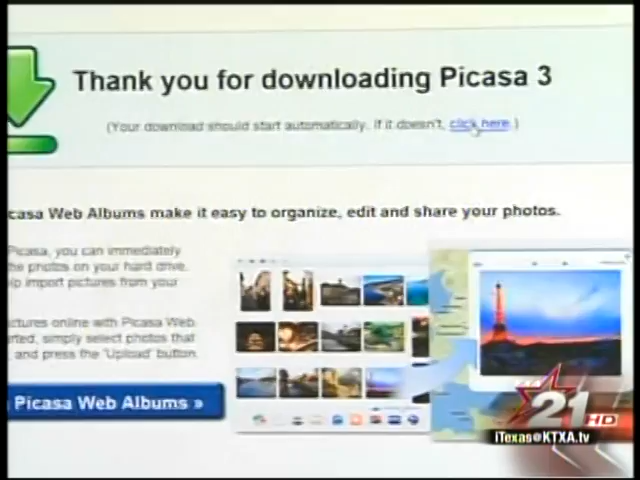 Thank you for downloading Picasa 3
(Your download should start automatically. If it doesn't, click here.)
casa Web Albums make it easy to organize, edit and share your photos.
Picasa, you can immediately
photos on your hard drive.
import pictures from your
ctures online with Picasa Web.
rted, simply select photos that
and press the 'Upload' button.
Picasa Web Albums »
21 HD
iTexas@KTXA.tv